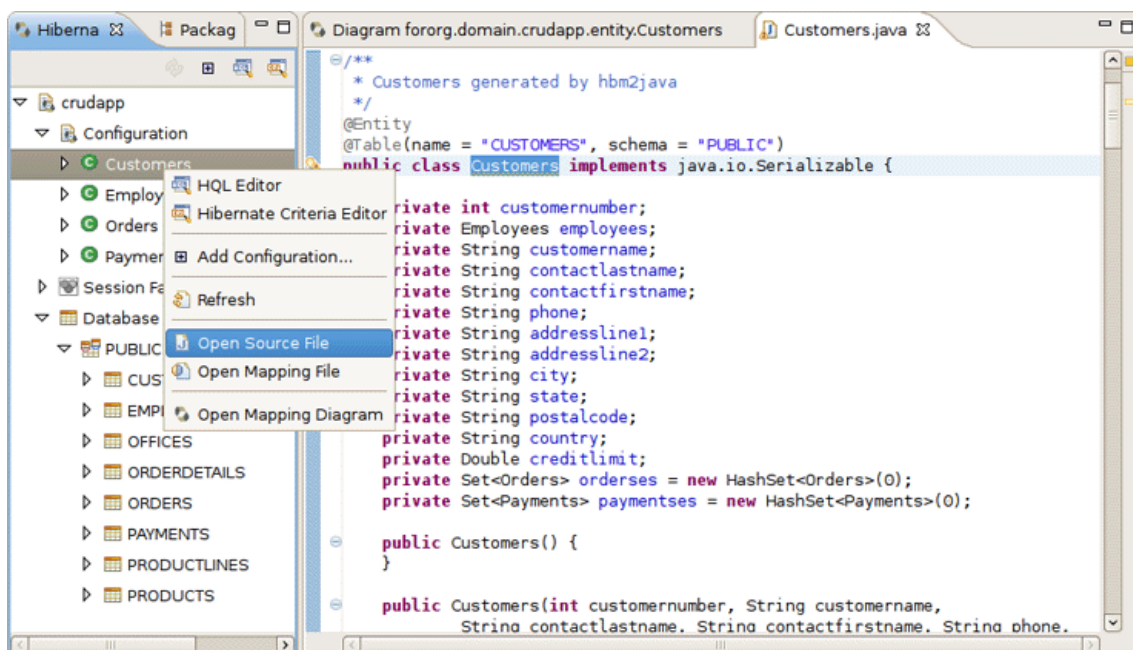 Hiberna
Packag
Diagram fororg.domain.crudapp.entity.Customers
Customers.java
crudapp
Configuration
Customers
Employ
Orders
Paymer
Session Fa
Database
PUBLIC
CUS
EMPI
OFFICES
ORDERDETAILS
ORDERS
PAYMENTS
PRODUCTLINES
PRODUCTS
HQL Editor
Hibernate Criteria Editor
Add Configuration...
Refresh
Open Source File
Open Mapping File
Open Mapping Diagram
/**
* Customers generated by hbm2java
*/
@Entity
@Table(name = "CUSTOMERS", schema = "PUBLIC")
public class Customers implements java.io.Serializable {
rivate int customernumber;
rivate Employees employees;
rivate String customername;
rivate String contactlastname;
rivate String contactfirstname;
rivate String phone;
rivate String addressline1;
rivate String addressline2;
rivate String city;
rivate String state;
rivate String postalcode;
private String country;
private Double creditlimit;
private Set<Orders> orderses = new HashSet<Orders>(0);
private Set<Payments> paymentses = new HashSet<Payments>(0);
public Customers() {
}
public Customers(int customernumber, String customername,
String contactlastname, String contactfirstname, String phone,